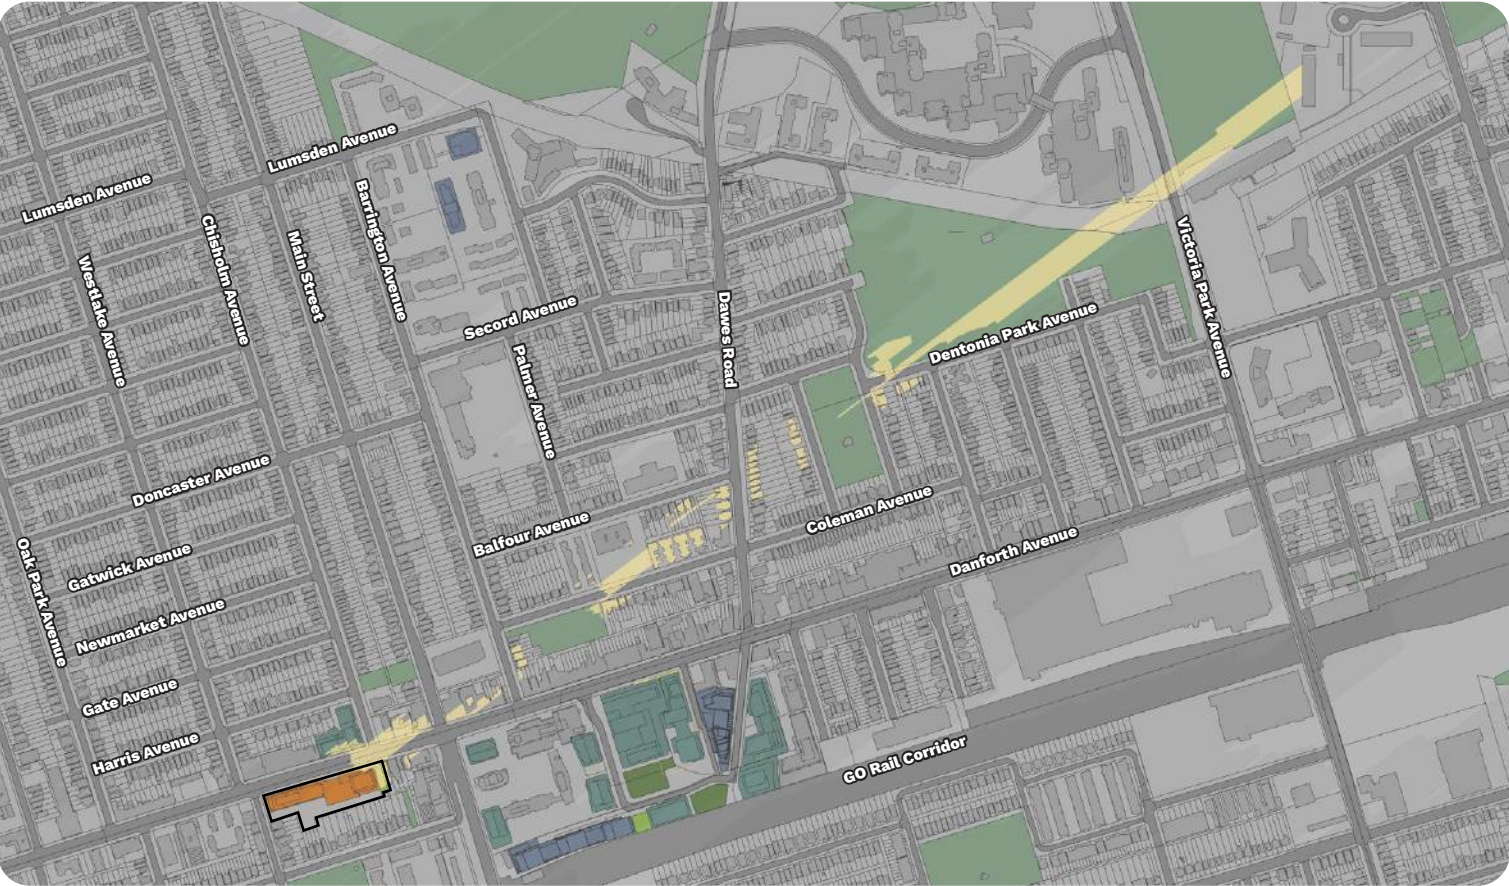 Lumsden Avenue
Lumsden Avenue
Barrington Avenue
Chisholm Avenue
Main Street
Westlake Avenue
Victoria Park Avenue
Secord Avenue
Dawes Road
Dentonia Park Avenue
Palmer Avenue
Doncaster Avenue
Coleman Avenue
Balfour Avenue
Danforth Avenue
Oak Park Avenue
Gatwick Avenue
Newmarket Avenue
Gate Avenue
Harris Avenue
GO Rail Corridor